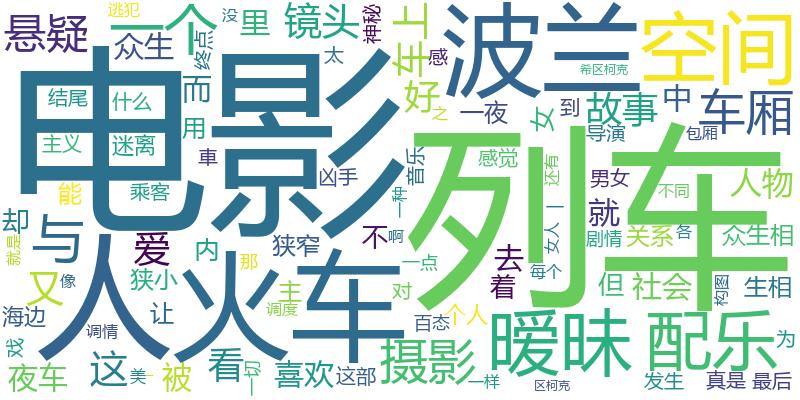 逃犯
没
神秘
悬疑
一个
里
镜头
车上
波兰
空间
众生
终点
太
感
希区柯克
电影
而
好
之
结尾
什么
用
一夜
女
到
故事
中
车厢
主义
迷离
車
凶手
音乐
导演
包厢
列车
乘客
能
感觉
还有
男女
不同
人物
却
与
爱
内
狭窄
不
一种
啊
女人
一
就
剧情
关系
各
众生相
就是
又
像
狭小
那
人
火车
一点
去
着
每个
但
社会
构图
生相
海边
调情
让
主
调度
对
百态
个人
暧昧
配乐
为
戏
夜车
这
美
一
被
看
一切
喜欢
这部
摄影
一样
区柯克
发生
真是
最后